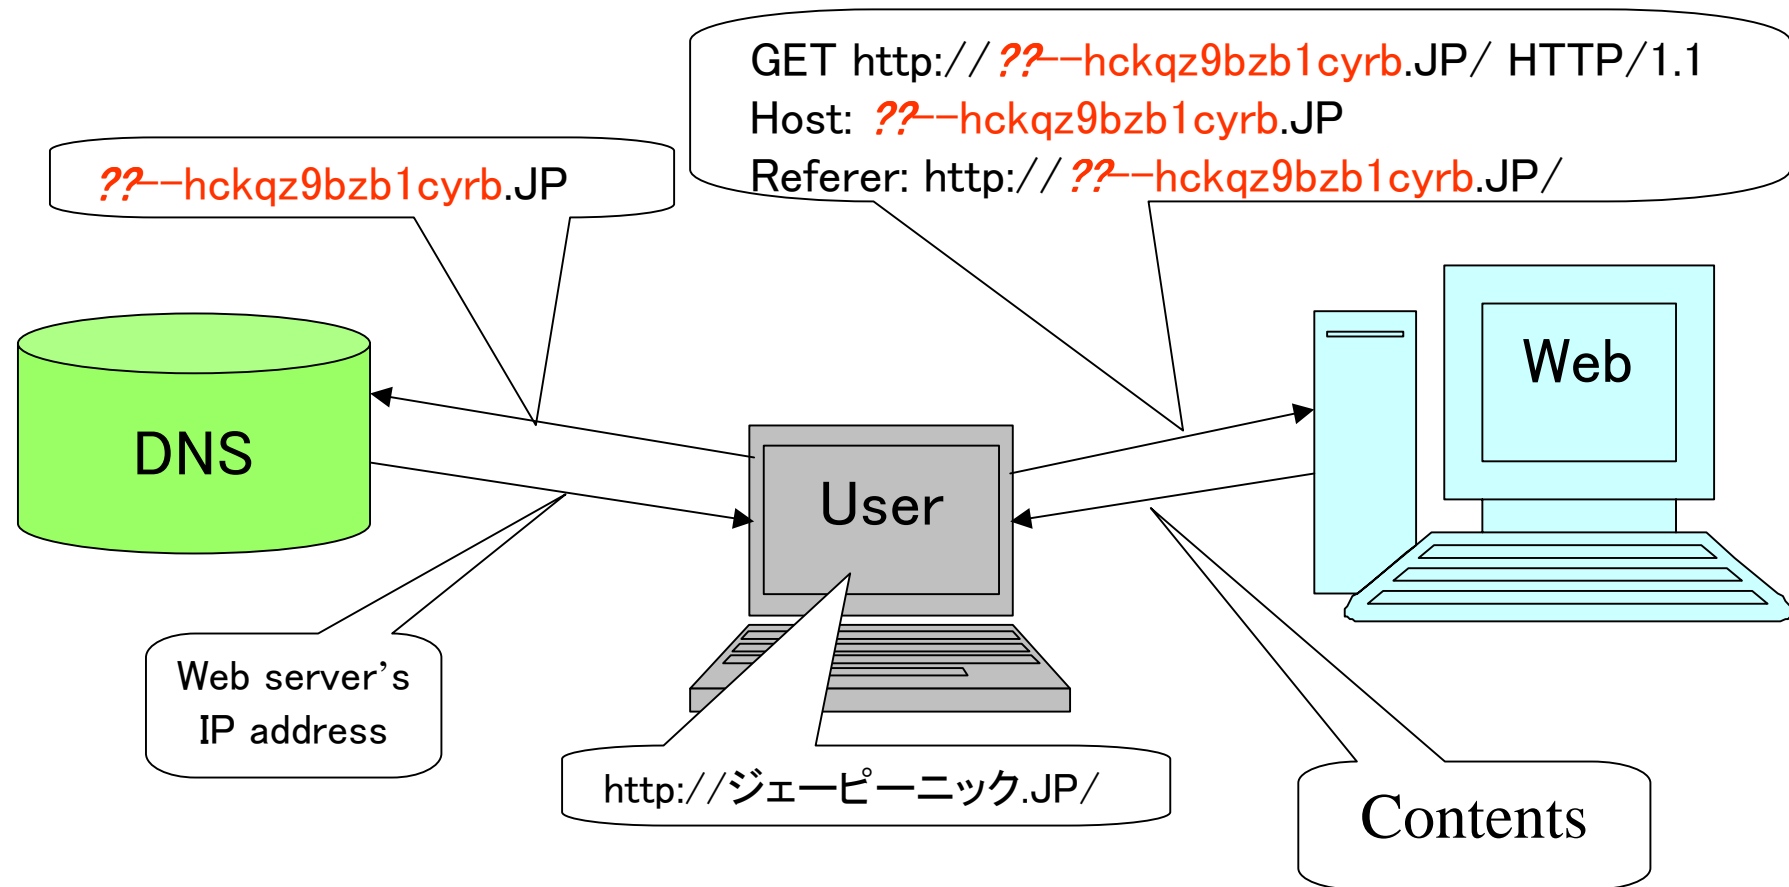 GET http://??--hckqz9bzb1cyrb.JP/ HTTP/1.1
Host: ??--hckqz9bzb1cyrb.JP
Referer: http://??--hckqz9bzb1cyrb.JP/
??--hckqz9bzb1cyrb.JP
DNS
User
Web
Web server's
IP address
http://ジェーピーニック.JP/
Contents